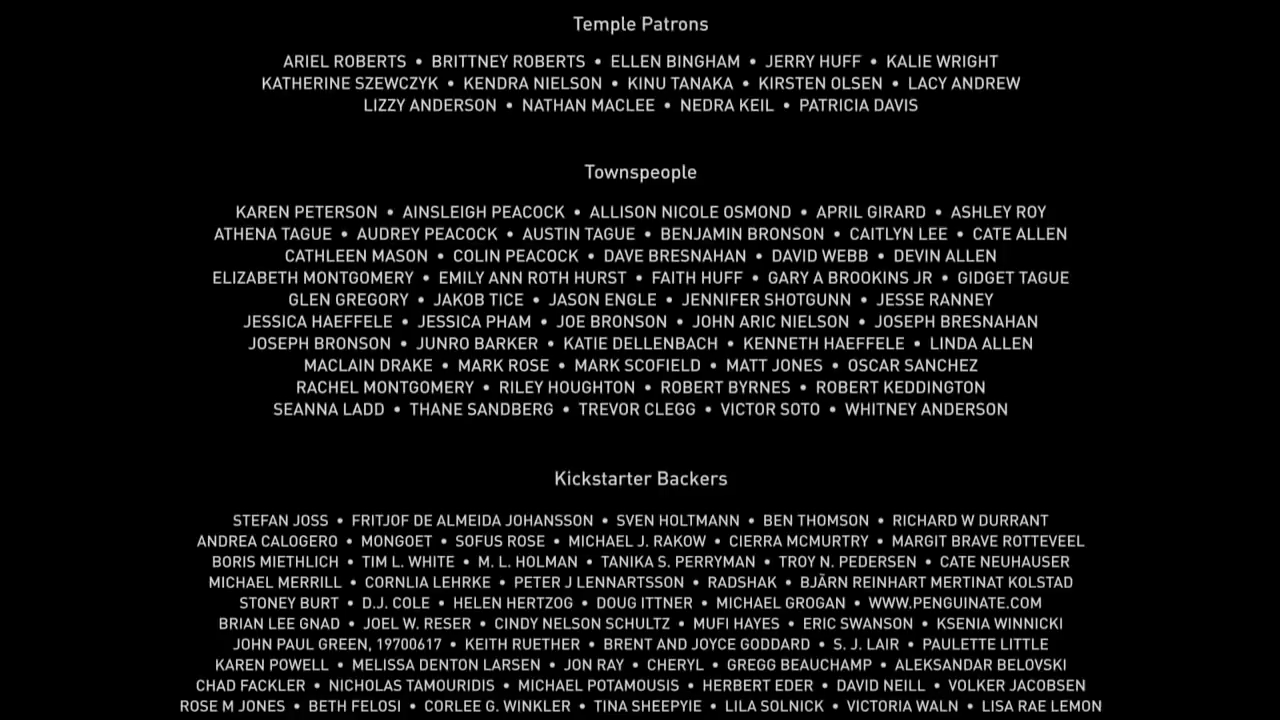 Temple Patrons
ARIEL ROBERTS • BRITTNEY ROBERTS • ELLEN BINGHAM • JERRY HUFF • KALIE WRIGHT
KATHERINE SZEWCZYK • KENDRA NIELSON • KINU TANAKA • KIRSTEN OLSEN • LACY ANDREW
LIZZY ANDERSON • NATHAN MACLEE • NEDRA KEIL • PATRICIA DAVIS
Townspeople
KAREN PETERSON • AINSLEIGH PEACOCK • ALLISON NICOLE OSMOND • APRIL GIRARD • ASHLEY ROY
ATHENA TAGUE • AUDREY PEACOCK • AUSTIN TAGUE • BENJAMIN BRONSON • CAITLYN LEE • CATE ALLEN
CATHLEEN MASON • COLIN PEACOCK • DAVE BRESNAHAN • DAVID WEBB • DEVIN ALLEN
ELIZABETH MONTGOMERY • EMILY ANN ROTH HURST • FAITH HUFF • GARY A BROOKINS JR • GIDGET TAGUE
GLEN GREGORY • JAKOB TICE • JASON ENGLE • JENNIFER SHOTGUNN • JESSE RANNEY
JESSICA HAEFFELE • JESSICA PHAM • JOE BRONSON • JOHN ARIC NIELSON • JOSEPH BRESNAHAN
JOSEPH BRONSON • JUNRO BARKER • KATIE DELLENBACH • KENNETH HAEFFELE • LINDA ALLEN
MACLAIN DRAKE • MARK ROSE • MARK SCOFIELD • MATT JONES • OSCAR SANCHEZ
RACHEL MONTGOMERY • RILEY HOUGHTON • ROBERT BYRNES • ROBERT KEDDINGTON
SEANNA LADD • THANE SANDBERG • TREVOR CLEGG • VICTOR SOTO • WHITNEY ANDERSON
Kickstarter Backers
STEFAN JOSS • FRITJOF DE ALMEIDA JOHANSSON • SVEN HOLTMANN • BEN THOMSON • RICHARD W DURRANT
ANDREA CALOGERO • MONGOET • SOFUS ROSE • MICHAEL J. RAKOW • CIERRA MCMURTRY • MARGIT BRAVE ROTTEVEEL
BORIS MIETHLICH • TIM L. WHITE • M. L. HOLMAN • TANIKA S. PERRYMAN • TROY N. PEDERSEN • CATE NEUHAUSER
MICHAEL MERRILL • CORNLIA LEHRKE • PETER J LENNARTSSON • RADSHAK • BJÃRN REINHART MERTINAT KOLSTAD
STONEY BURT • D.J. COLE • HELEN HERTZOG • DOUG ITTNER • MICHAEL GROGAN • WWW.PENGUINATE.COM
BRIAN LEE GNAD • JOEL W. RESER • CINDY NELSON SCHULTZ • MUFI HAYES • ERIC SWANSON • KSENIA WINNICKI
JOHN PAUL GREEN, 19700617 • KEITH RUETHER • BRENT AND JOYCE GODDARD • S. J. LAIR • PAULETTE LITTLE
KAREN POWELL • MELISSA DENTON LARSEN • JON RAY • CHERYL • GREGG BEAUCHAMP • ALEKSANDAR BELOVSKI
CHAD FACKLER • NICHOLAS TAMOURIDIS • MICHAEL POTAMOUSIS • HERBERT EDER • DAVID NEILL • VOLKER JACOBSEN
ROSE M JONES • BETH FELOSI • CORLEE G. WINKLER • TINA SHEEPYIE • LILA SOLNICK • VICTORIA WALN • LISA RAE LEMON